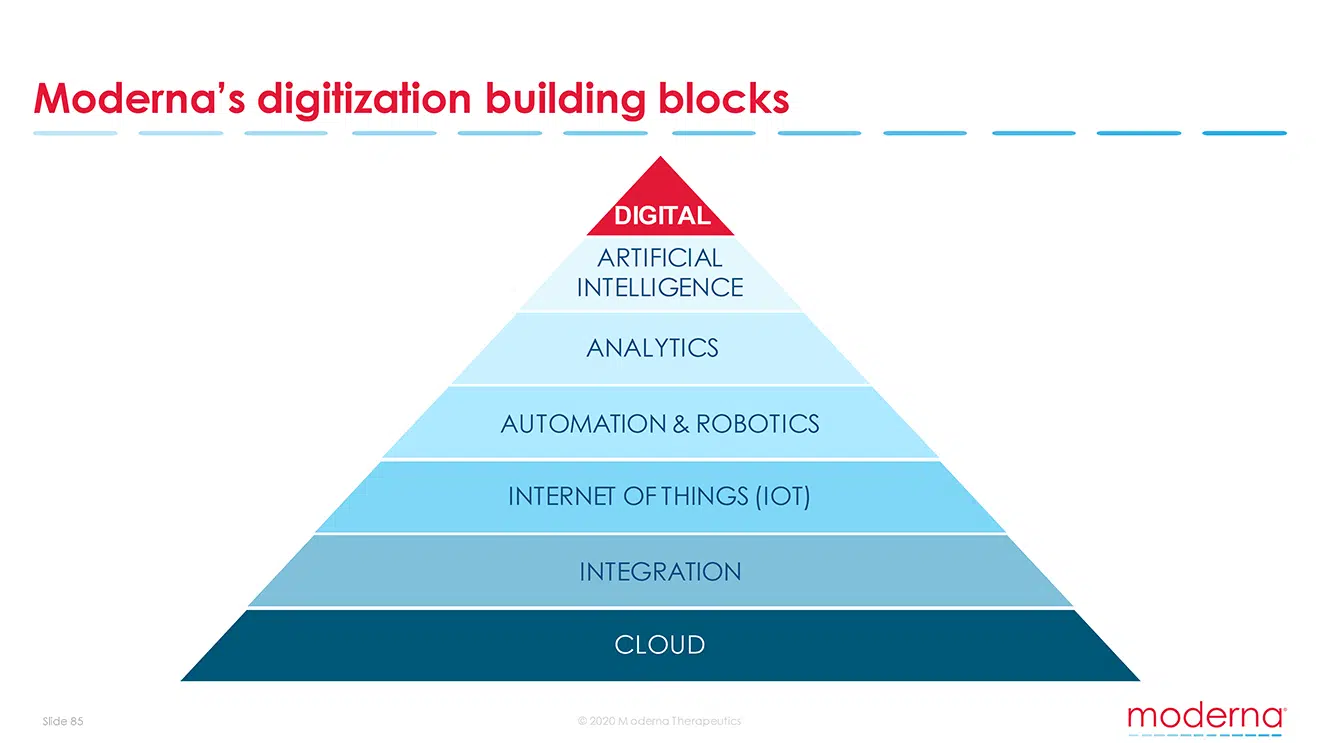 Moderna’s digitization building blocks
DIGITAL
ARTIFICIAL
INTELLIGENCE
ANALYTICS
AUTOMATION & ROBOTICS
INTERNET OF THINGS (IOT)
INTEGRATION
CLOUD
Slide 85
© 2020 Moderna Therapeutics
moderna®